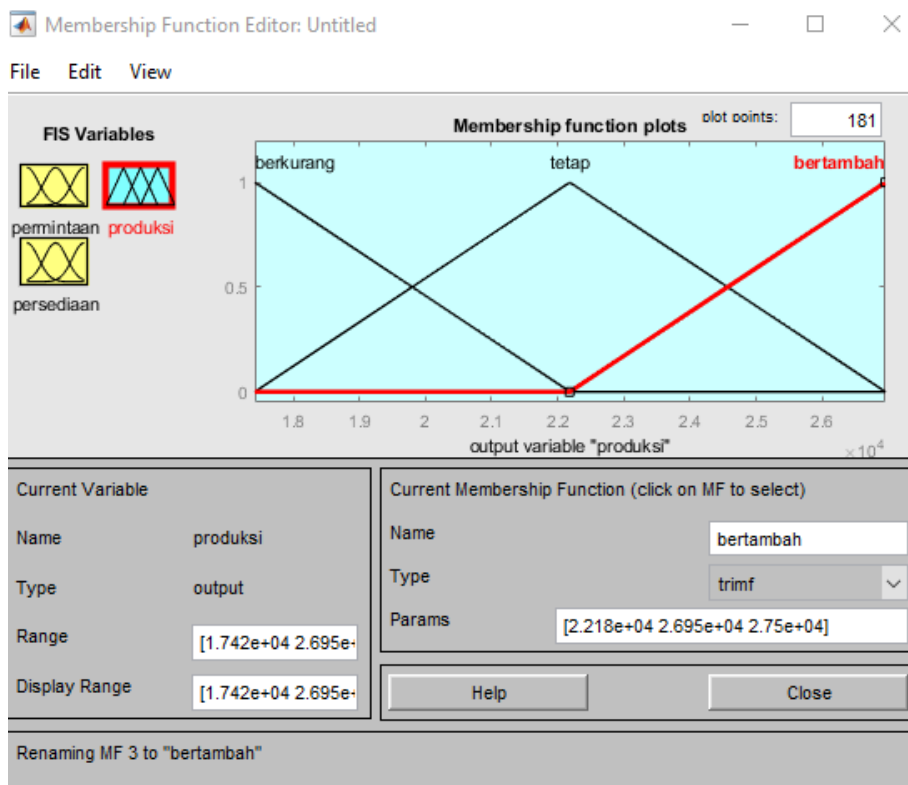 Membership Function Editor: Untitled
File Edit View
FIS Variables
permintaan produksi
persediaan
Membership function plots plot points: 181
berkurang tetap bertambah
1
0.5
0
1.8 1.9 2 2.1 2.2 2.3 2.4 2.5 2.6
output variable "produksi"
×10^4
Current Variable
Name produksi
Type output
Range [1.742e+04 2.695e+
Display Range [1.742e+04 2.695e+
Current Membership Function (click on MF to select)
Name bertambah
Type trimf
Params [2.218e+04 2.695e+04 2.75e+04]
Help Close
Renaming MF 3 to "bertambah"